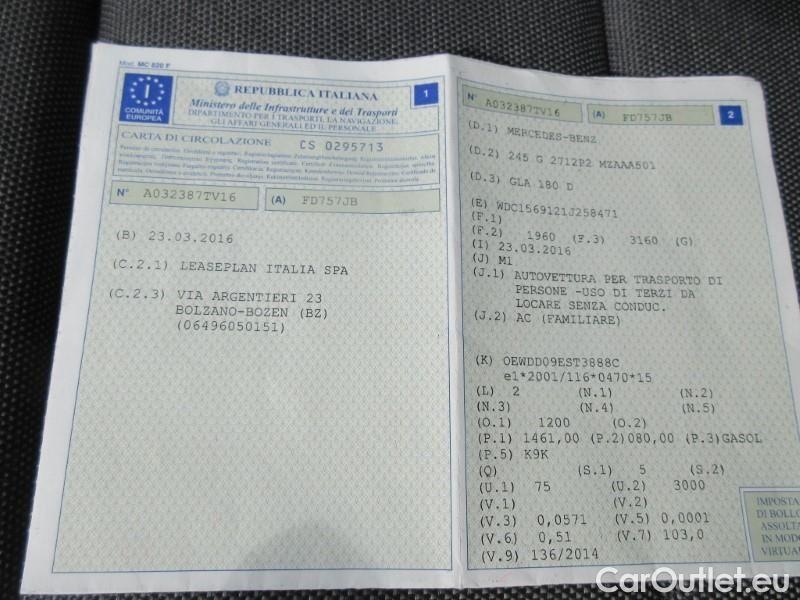 Mod. MC 820 F
COMUNITÀ
EUROPEA
I
REPUBBLICA ITALIANA
1
Ministero delle Infrastrutture e dei Trasporti
DIPARTIMENTO PER I TRASPORTI, LA NAVIGAZIONE,
GLI AFFARI GENERALI ED IL PERSONALE
CARTA DI CIRCOLAZIONE CS 0295713
N° A032387TV16 (A) FD757JB
(B) 23.03.2016
(C.2.1) LEASEPLAN ITALIA SPA
(C.2.3) VIA ARGENTIERI 23
BOLZANO-BOZEN (BZ)
(06496050151)
N° A032387TV16 (A) FD757JB 2
(D.1) MERCEDES-BENZ
(D.2) 245 G 2712P2 MZAAA501
(D.3) GLA 180 D
(E) WDC1569121J258471
(F.1)
(F.2) 1960 (F.3) 3160 (G)
(I) 23.03.2016
(J) M1
(J.1) AUTOVETTURA PER TRASPORTO DI
PERSONE -USO DI TERZI DA
LOCARE SENZA CONDUC.
(J.2) AC (FAMILIARE)
(K) OEWDD09EST3888C
e1*2001/116*0470*15
(L) 2 (N.1) (N.2)
(N.3) (N.4) (N.5)
(O.1) 1200 (O.2)
(P.1) 1461,00 (P.2)080,00 (P.3)GASOL
(P.5) K9K
(Q) (S.1) 5 (S.2)
(U.1) 75 (U.2) 3000
(V.1) (V.2)
(V.3) 0,0571 (V.5) 0,0001
(V.6) 0,51 (V.7) 103,0
(V.9) 136/2014
IMPOSTA
DI BOLLO
ASSOLTA
IN MODO
VIRTUA
CarOutlet.eu